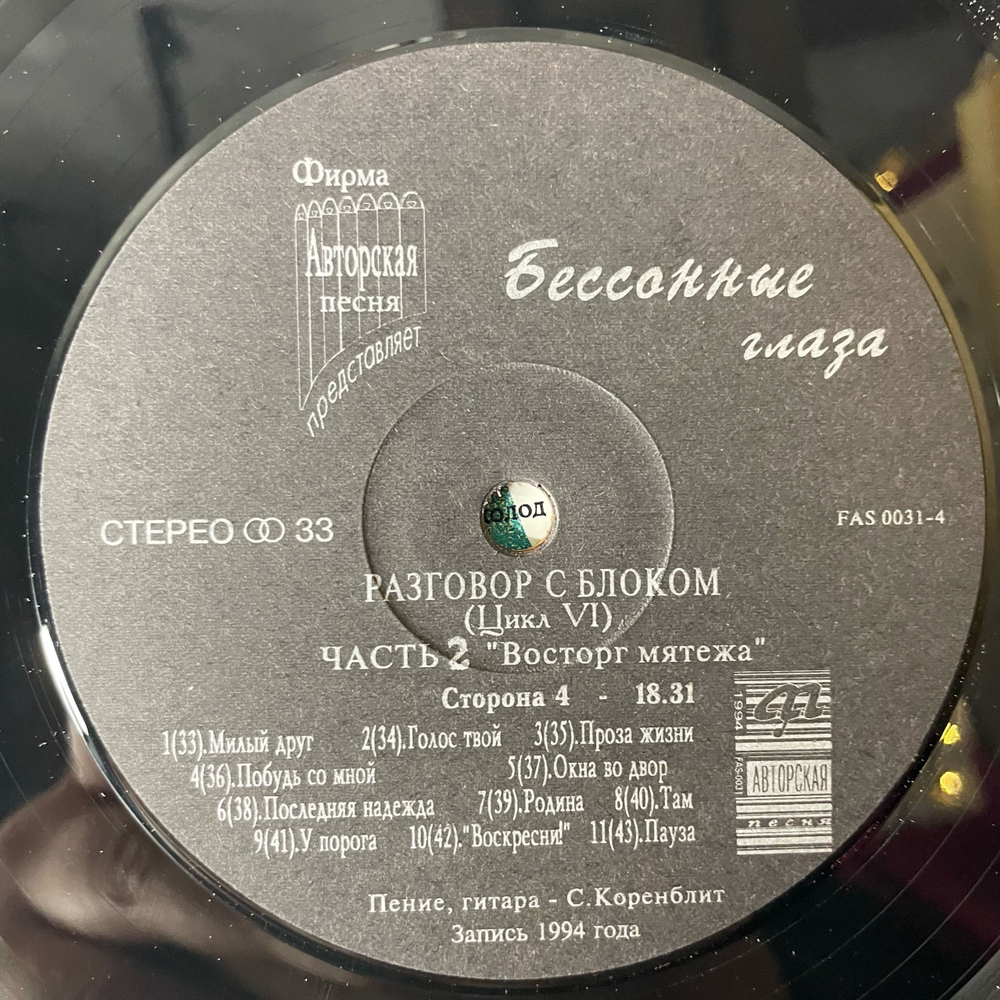 Фирма
Авторская
песня
представляет
Бессонные
глаза
СТЕРЕО 33
FAS 0031-4
РАЗГОВОР С БЛОКОМ
(Цикл VI)
ЧАСТЬ 2 "Восторг мятежа"
Сторона 4 - 18.31
1(33).Милый друг 2(34).Голос твой 3(35).Проза жизни
4(36).Побудь со мной 5(37).Окна во двор
6(38).Последняя надежда 7(39).Родина 8(40).Там
9(41).У порога 10(42)."Воскресни!" 11(43).Пауза
1994
FAS0031
АВТОРСКАЯ
песня
Пение, гитара - С.Коренблит
Запись 1994 года